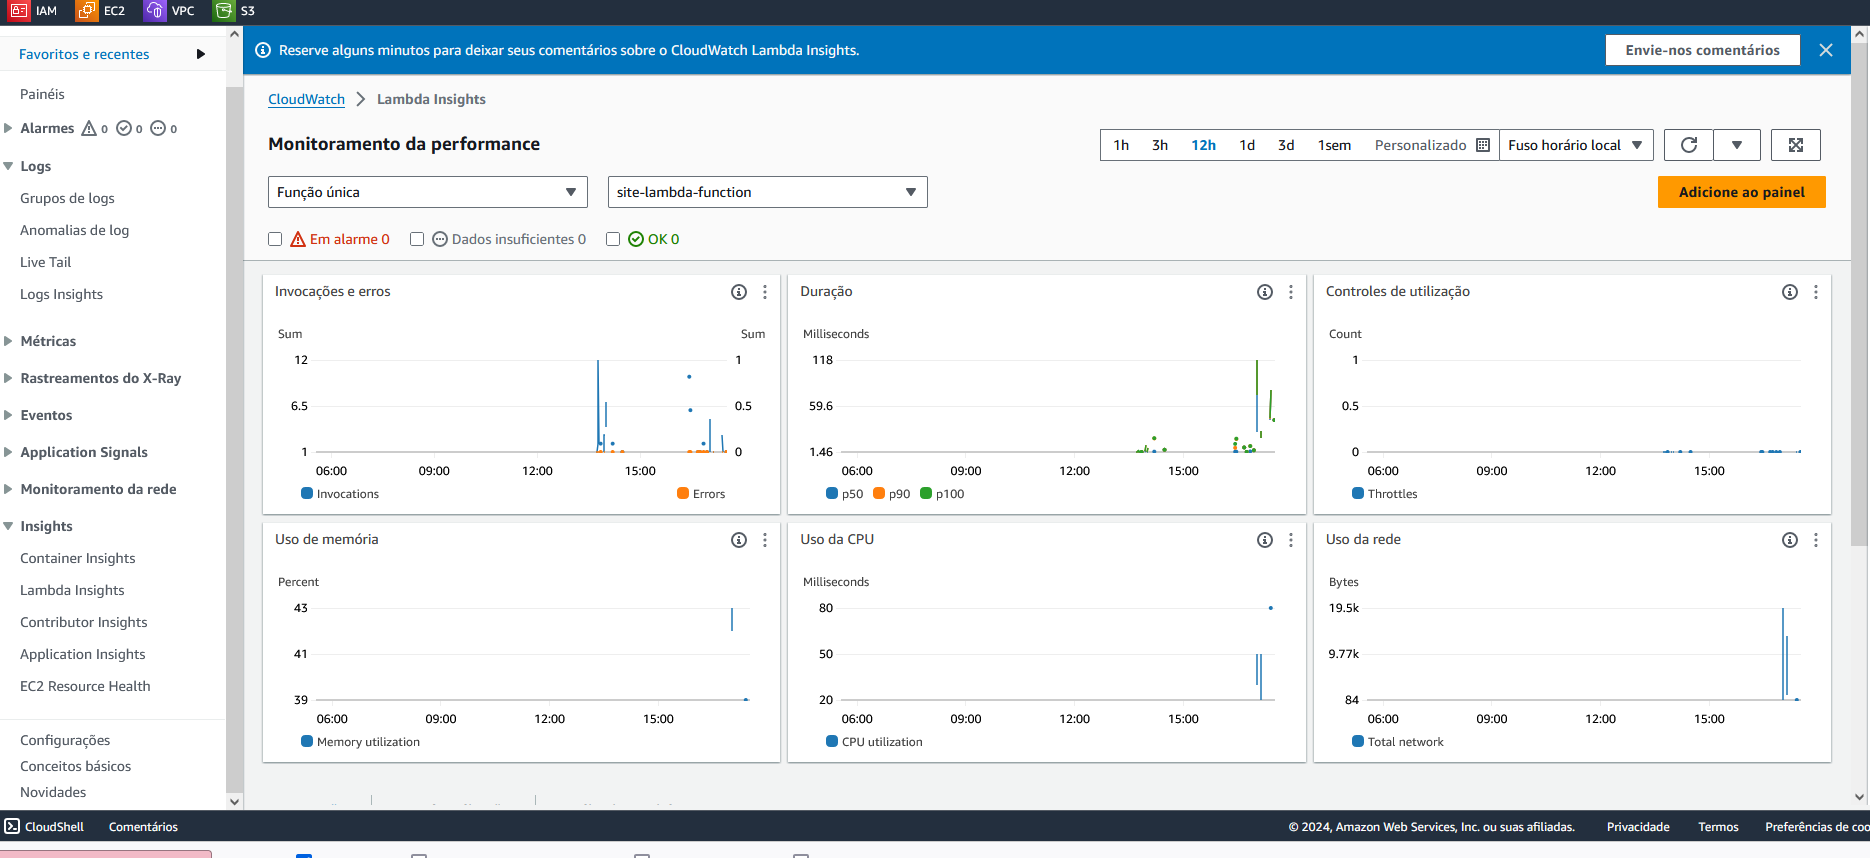 IAM EC2 VPC S3
Favoritos e recentes
Painéis
Alarmes 0 0 0
Logs
Grupos de logs
Anomalias de log
Live Tail
Logs Insights
Métricas
Rastreamentos do X-Ray
Eventos
Application Signals
Monitoramento da rede
Insights
Container Insights
Lambda Insights
Contributor Insights
Application Insights
EC2 Resource Health
Configurações
Conceitos básicos
Novidades
Reserve alguns minutos para deixar seus comentários sobre o CloudWatch Lambda Insights.
Envie-nos comentários
CloudWatch Lambda Insights
Monitoramento da performance
1h 3h 12h 1d 3d 1sem Personalizado Fuso horário local
Função única site-lambda-function
Adicione ao painel
Em alarme 0 Dados insuficientes 0 OK 0
Invocações e erros
Sum Sum
12 1
6.5 0.5
1 0
06:00 09:00 12:00 15:00
Invocations Errors
Duração
Milliseconds
118
59.6
1.46
06:00 09:00 12:00 15:00
p50 p90 p100
Controles de utilização
Count
1
0.5
0
06:00 09:00 12:00 15:00
Throttles
Uso de memória
Percent
43
41
39
06:00 09:00 12:00 15:00
Memory utilization
Uso da CPU
Milliseconds
80
50
20
06:00 09:00 12:00 15:00
CPU utilization
Uso da rede
Bytes
19.5k
9.77k
84
06:00 09:00 12:00 15:00
Total network
CloudShell Comentários
© 2024, Amazon Web Services, Inc. ou suas afiliadas. Privacidade Termos Preferências de coo